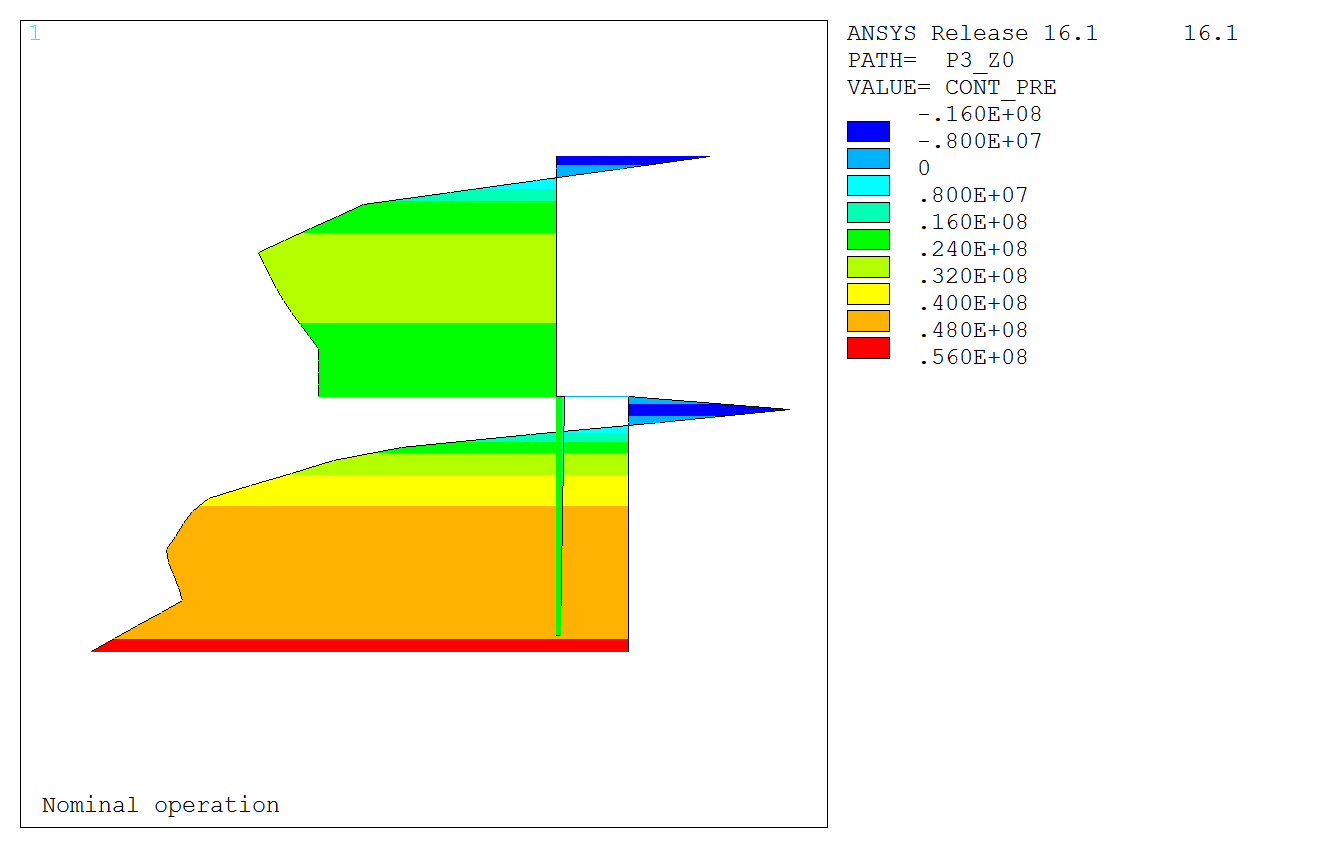 1
ANSYS Release 16.1 16.1
PATH= P3_Z0
VALUE= CONT_PRE
-.160E+08
-.800E+07
0
.800E+07
.160E+08
.240E+08
.320E+08
.400E+08
.480E+08
.560E+08
Nominal operation